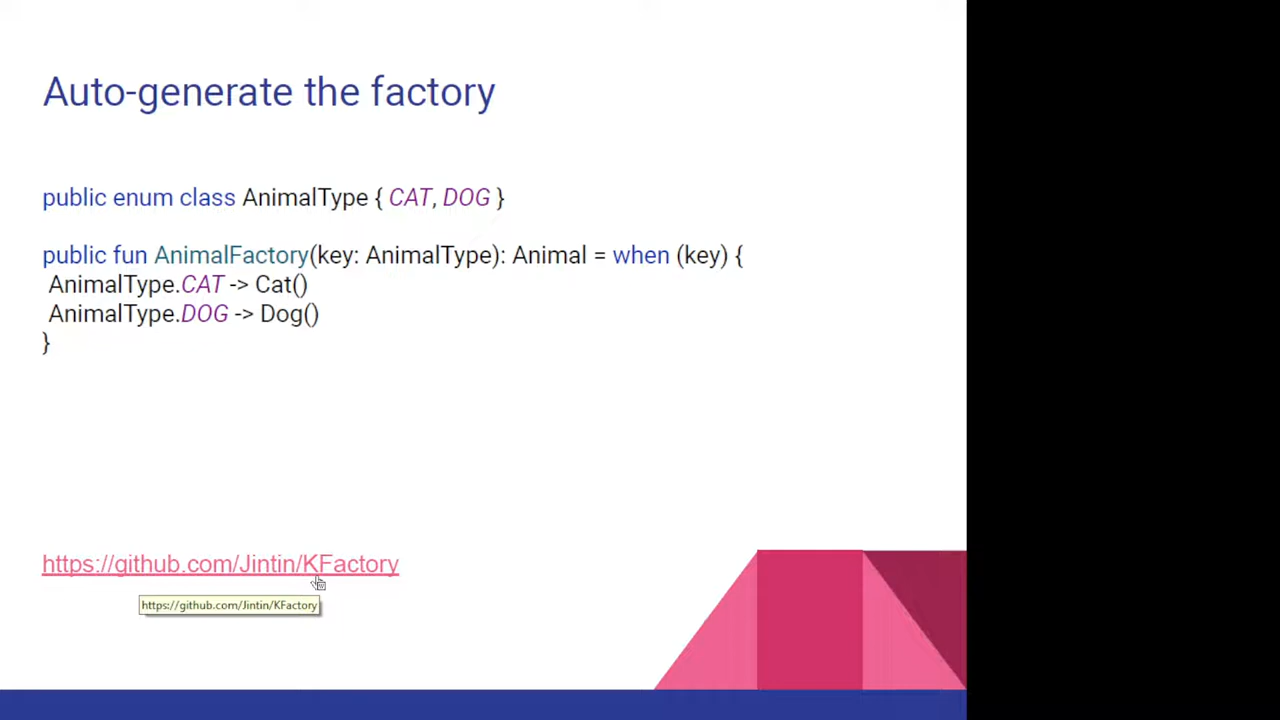 Auto-generate the factory
public enum class AnimalType { CAT, DOG }
public fun AnimalFactory(key: AnimalType): Animal = when (key) {
AnimalType.CAT -> Cat()
AnimalType.DOG -> Dog()
}
https://github.com/Jintin/KFactory
https://github.com/Jintin/KFactory